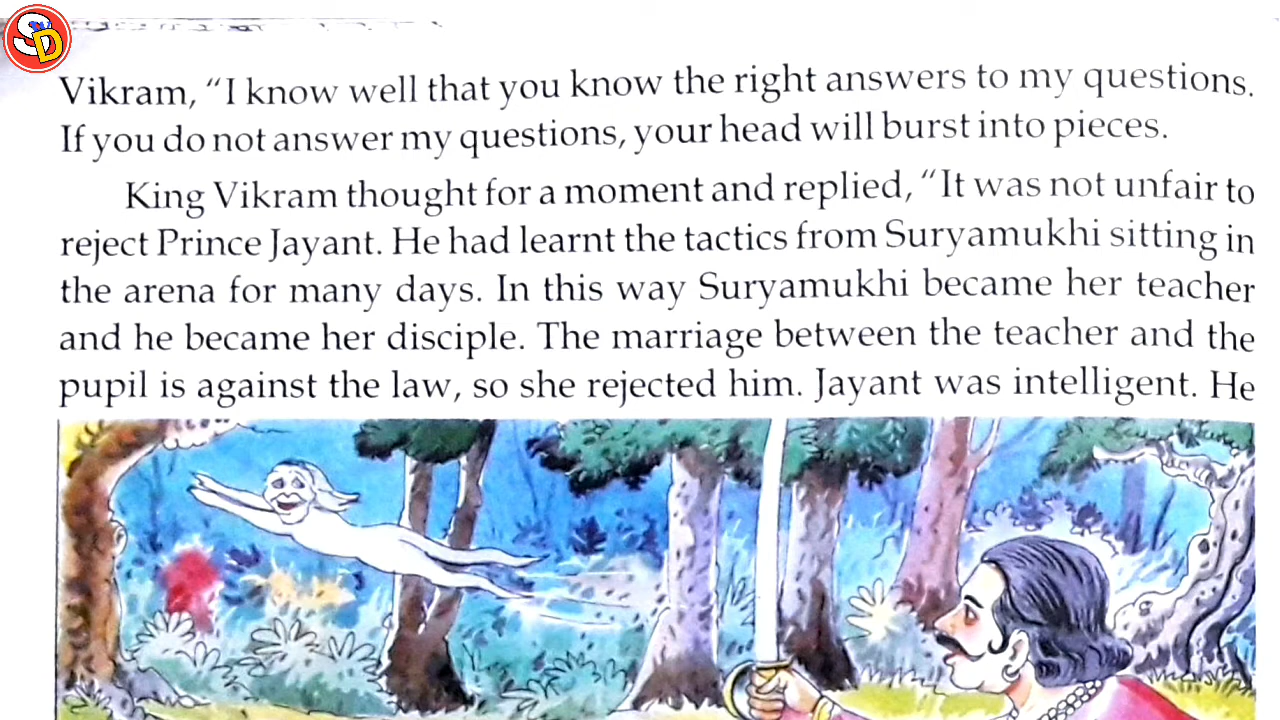 SD
Vikram, “I know well that you know the right answers to my questions.
If you do not answer my questions, your head will burst into pieces.
King Vikram thought for a moment and replied, “It was not unfair to
reject Prince Jayant. He had learnt the tactics from Suryamukhi sitting in
the arena for many days. In this way Suryamukhi became her teacher
and he became her disciple. The marriage between the teacher and the
pupil is against the law, so she rejected him. Jayant was intelligent. He